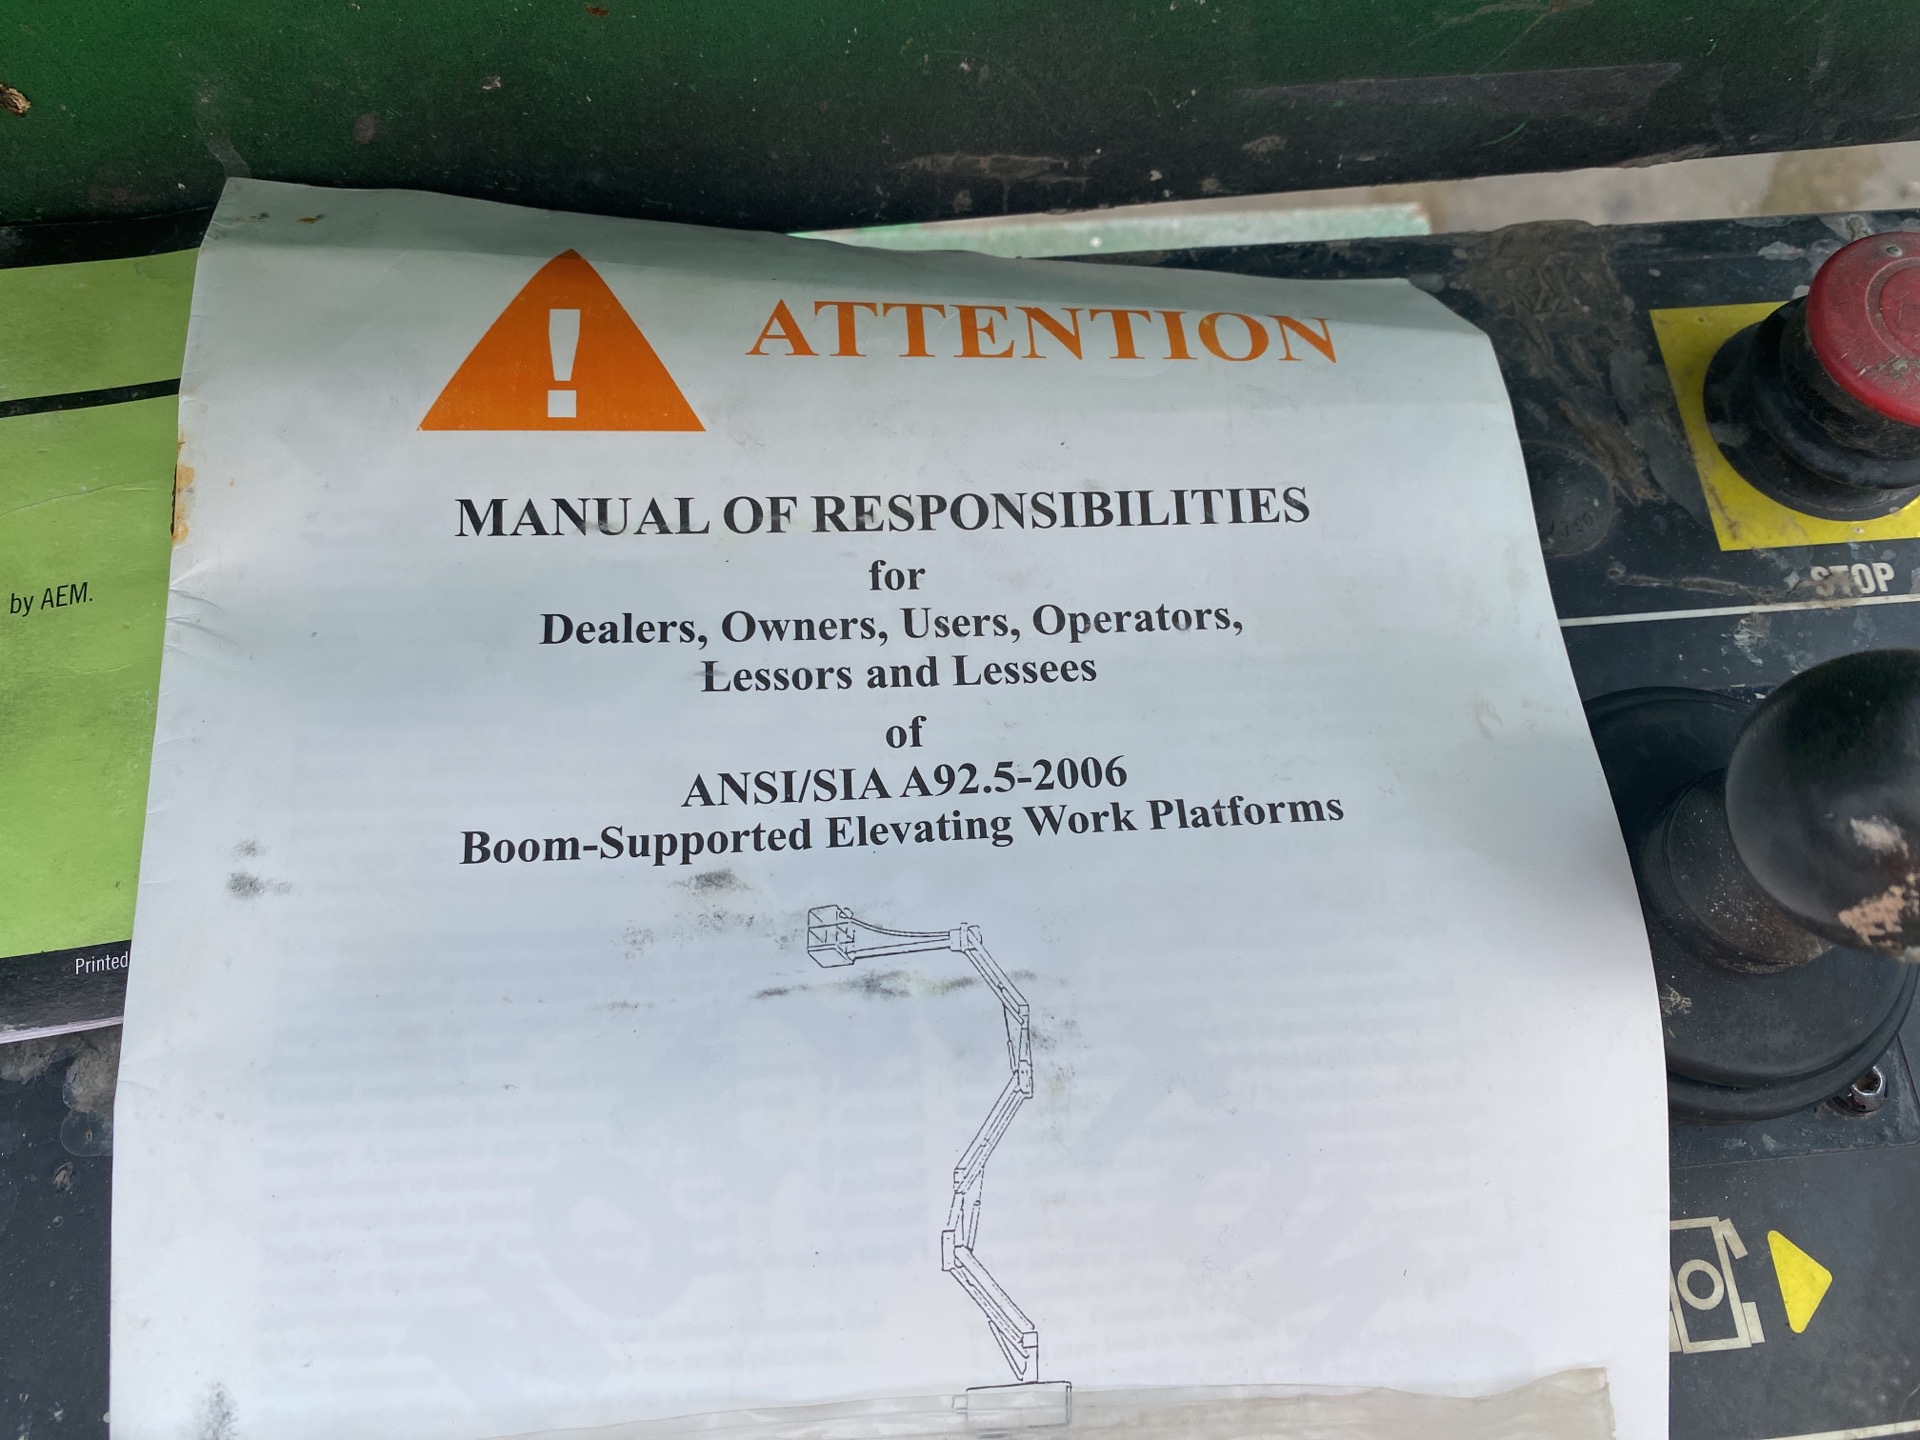 ATTENTION
MANUAL OF RESPONSIBILITIES
for
Dealers, Owners, Users, Operators,
Lessors and Lessees
of
ANSI/SIA A92.5-2006
Boom-Supported Elevating Work Platforms
by AEM.
Printed
STOP